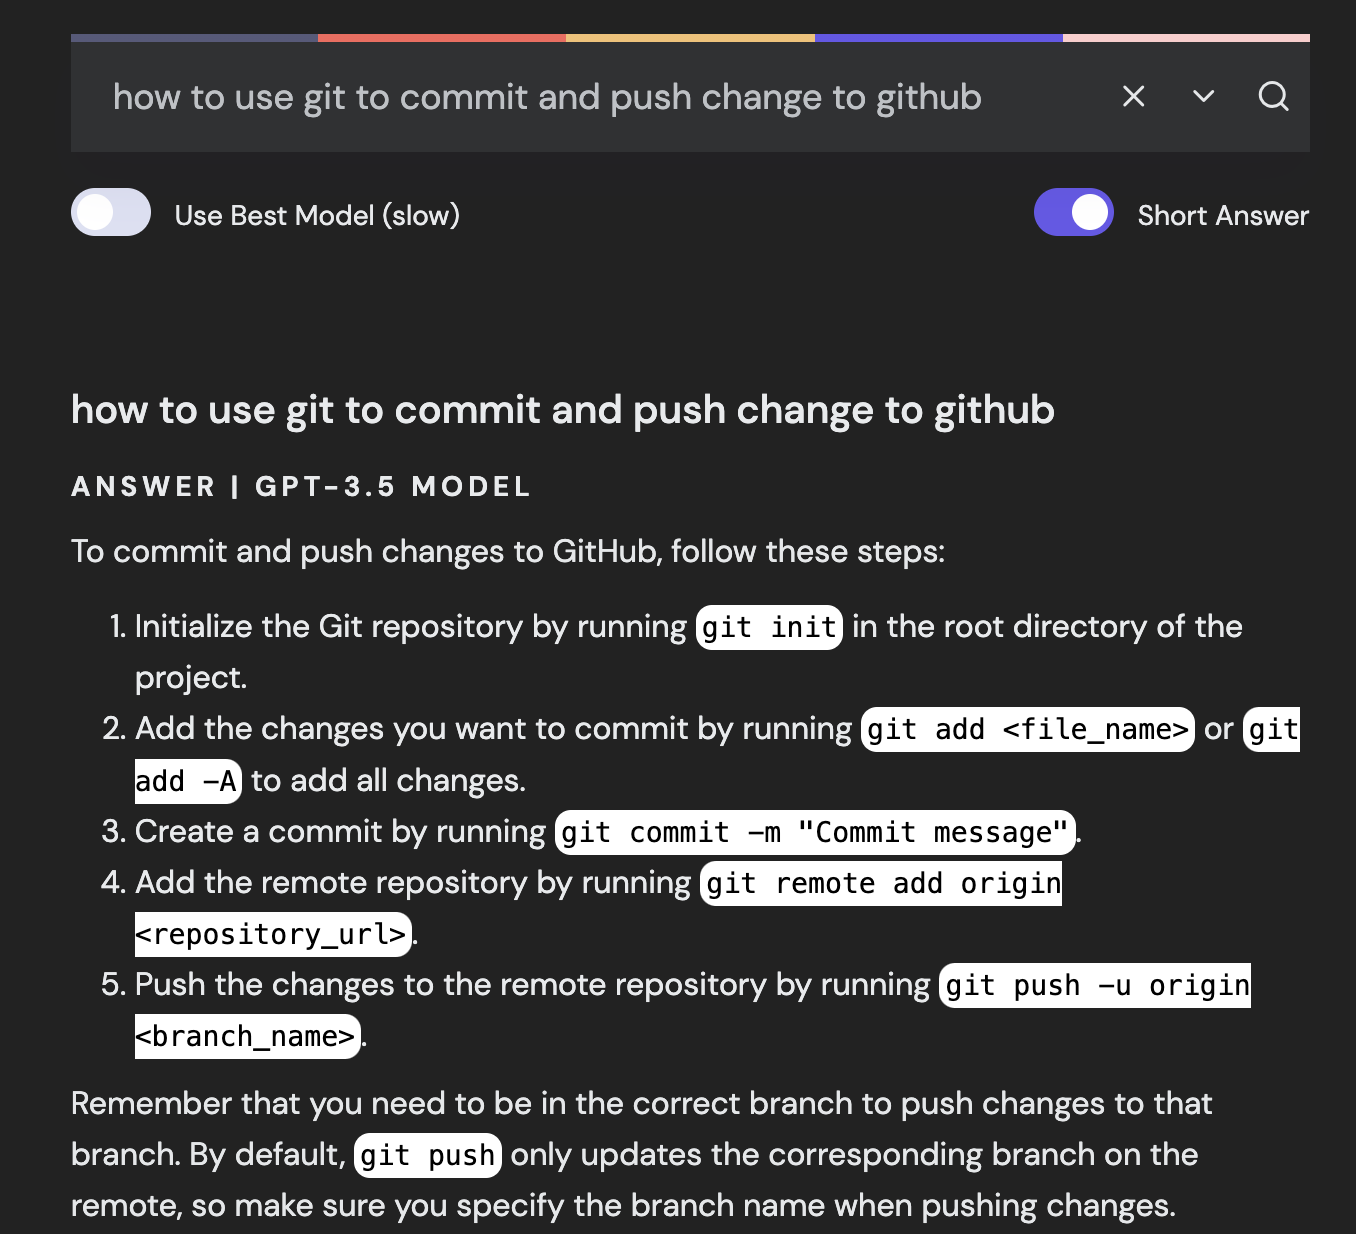 how to use git to commit and push change to github
Use Best Model (slow)
Short Answer
how to use git to commit and push change to github
ANSWER | GPT-3.5 MODEL
To commit and push changes to GitHub, follow these steps:
1. Initialize the Git repository by running git init in the root directory of the
project.
2. Add the changes you want to commit by running git add <file_name> or git
add -A to add all changes.
3. Create a commit by running git commit -m "Commit message".
4. Add the remote repository by running git remote add origin
<repository_url>.
5. Push the changes to the remote repository by running git push -u origin
<branch_name>.
Remember that you need to be in the correct branch to push changes to that
branch. By default, git push only updates the corresponding branch on the
remote, so make sure you specify the branch name when pushing changes.